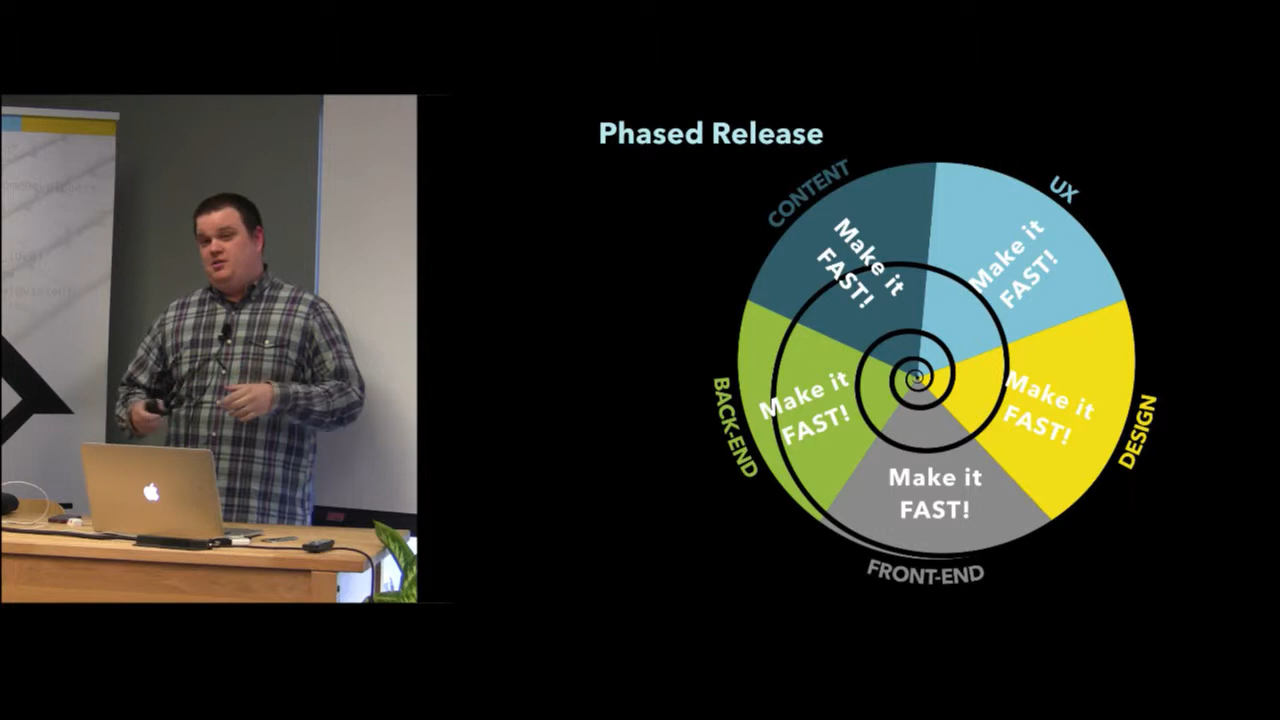 Phased Release
CONTENT
Make it
FAST!
UX
Make it
FAST!
BACK-END
Make it
FAST!
Make it
FAST!
DESIGN
Make it
FAST!
FRONT-END